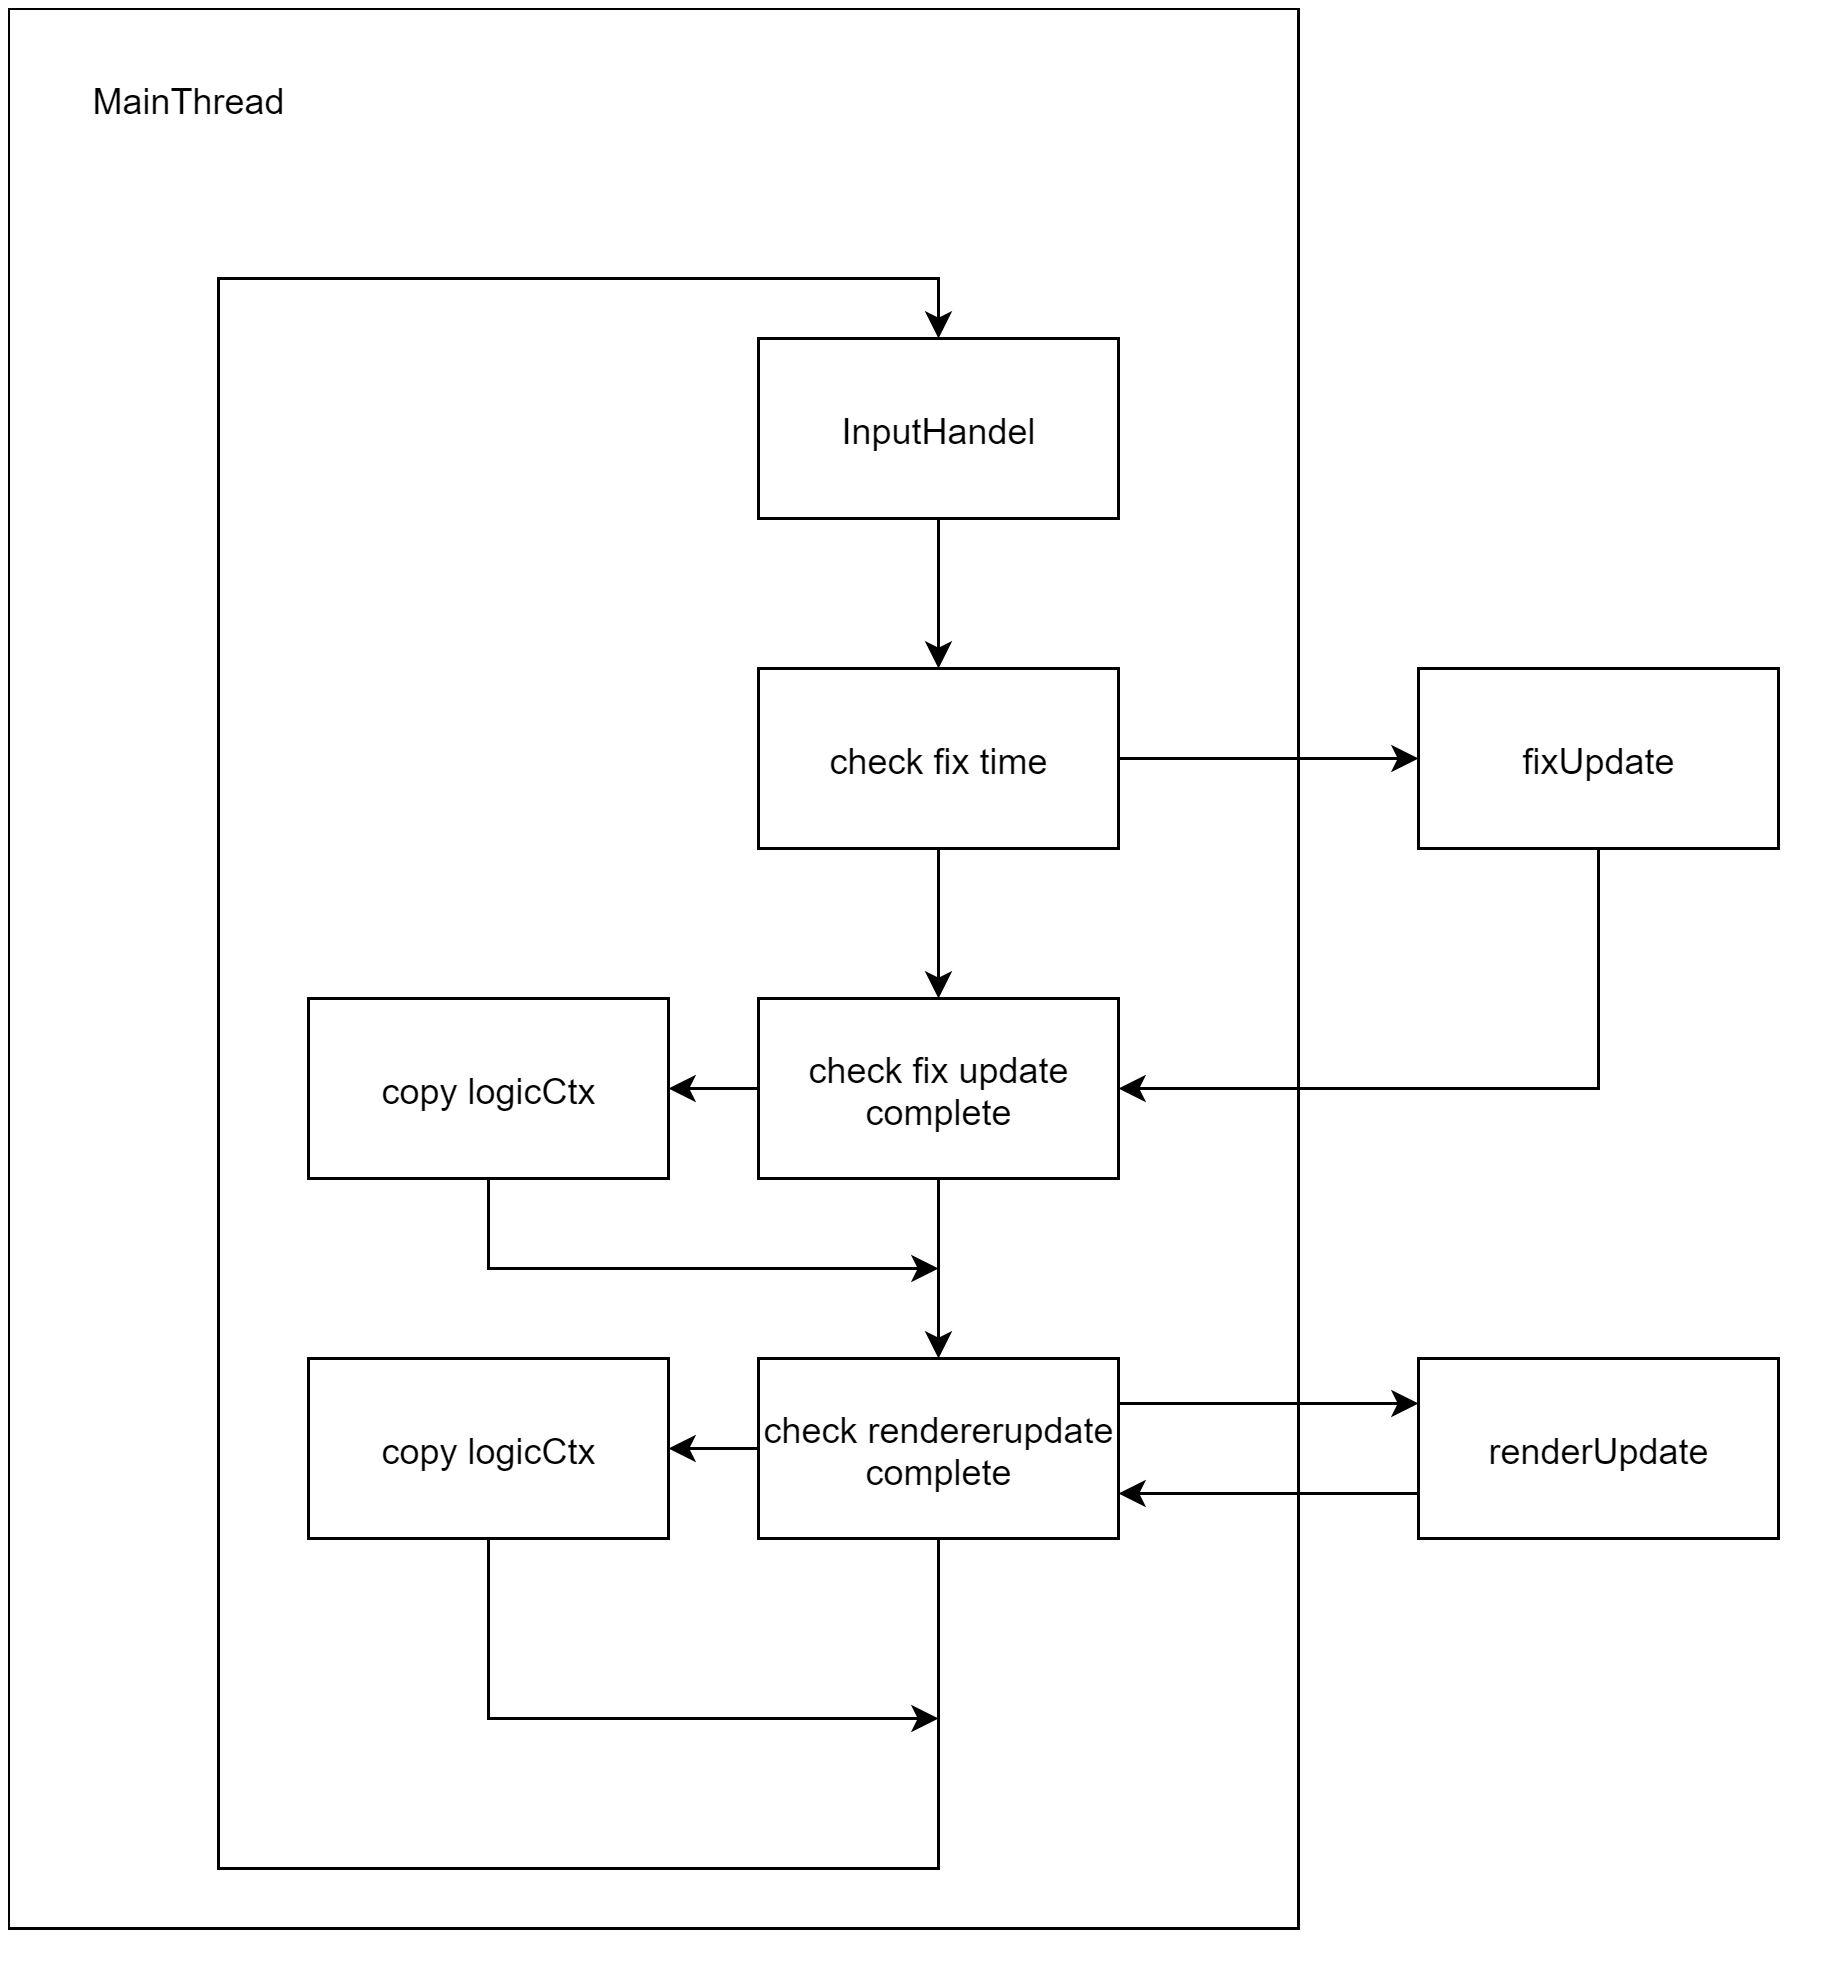 MainThread
InputHandel
check fix time
fixUpdate
copy logicCtx
check fix update
complete
copy logicCtx
check rendererupdate
complete
renderUpdate